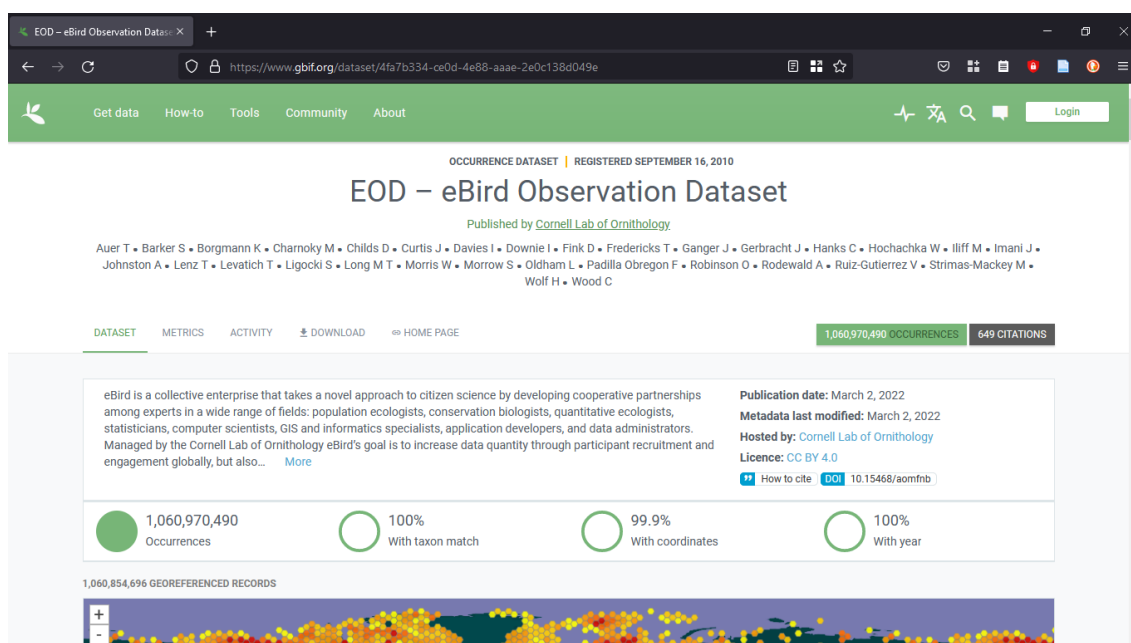 EOD – eBird Observation Datase
https://www.gbif.org/dataset/4fa7b334-ce0d-4e88-aaae-2e0c138d049e
Get data How-to Tools Community About
Login
OCCURRENCE DATASET | REGISTERED SEPTEMBER 16, 2010
EOD – eBird Observation Dataset
Published by Cornell Lab of Ornithology
Auer T • Barker S • Borgmann K • Charnoky M • Childs D • Curtis J • Davies I • Downie I • Fink D • Fredericks T • Ganger J • Gerbracht J • Hanks C • Hochachka W • Iliff M • Imani J •
Johnston A • Lenz T • Levatich T • Ligocki S • Long M T • Morris W • Morrow S • Oldham L • Padilla Obregon F • Robinson O • Rodewald A • Ruiz-Gutierrez V • Strimas-Mackey M •
Wolf H • Wood C
DATASET METRICS ACTIVITY DOWNLOAD HOME PAGE
1,060,970,490 OCCURRENCES 649 CITATIONS
eBird is a collective enterprise that takes a novel approach to citizen science by developing cooperative partnerships
among experts in a wide range of fields: population ecologists, conservation biologists, quantitative ecologists,
statisticians, computer scientists, GIS and informatics specialists, application developers, and data administrators.
Managed by the Cornell Lab of Ornithology eBird's goal is to increase data quantity through participant recruitment and
engagement globally, but also… More
Publication date: March 2, 2022
Metadata last modified: March 2, 2022
Hosted by: Cornell Lab of Ornithology
Licence: CC BY 4.0
How to cite DOI 10.15468/aomfnb
1,060,970,490
Occurrences
100%
With taxon match
99.9%
With coordinates
100%
With year
1,060,854,696 GEOREFERENCED RECORDS
+
-